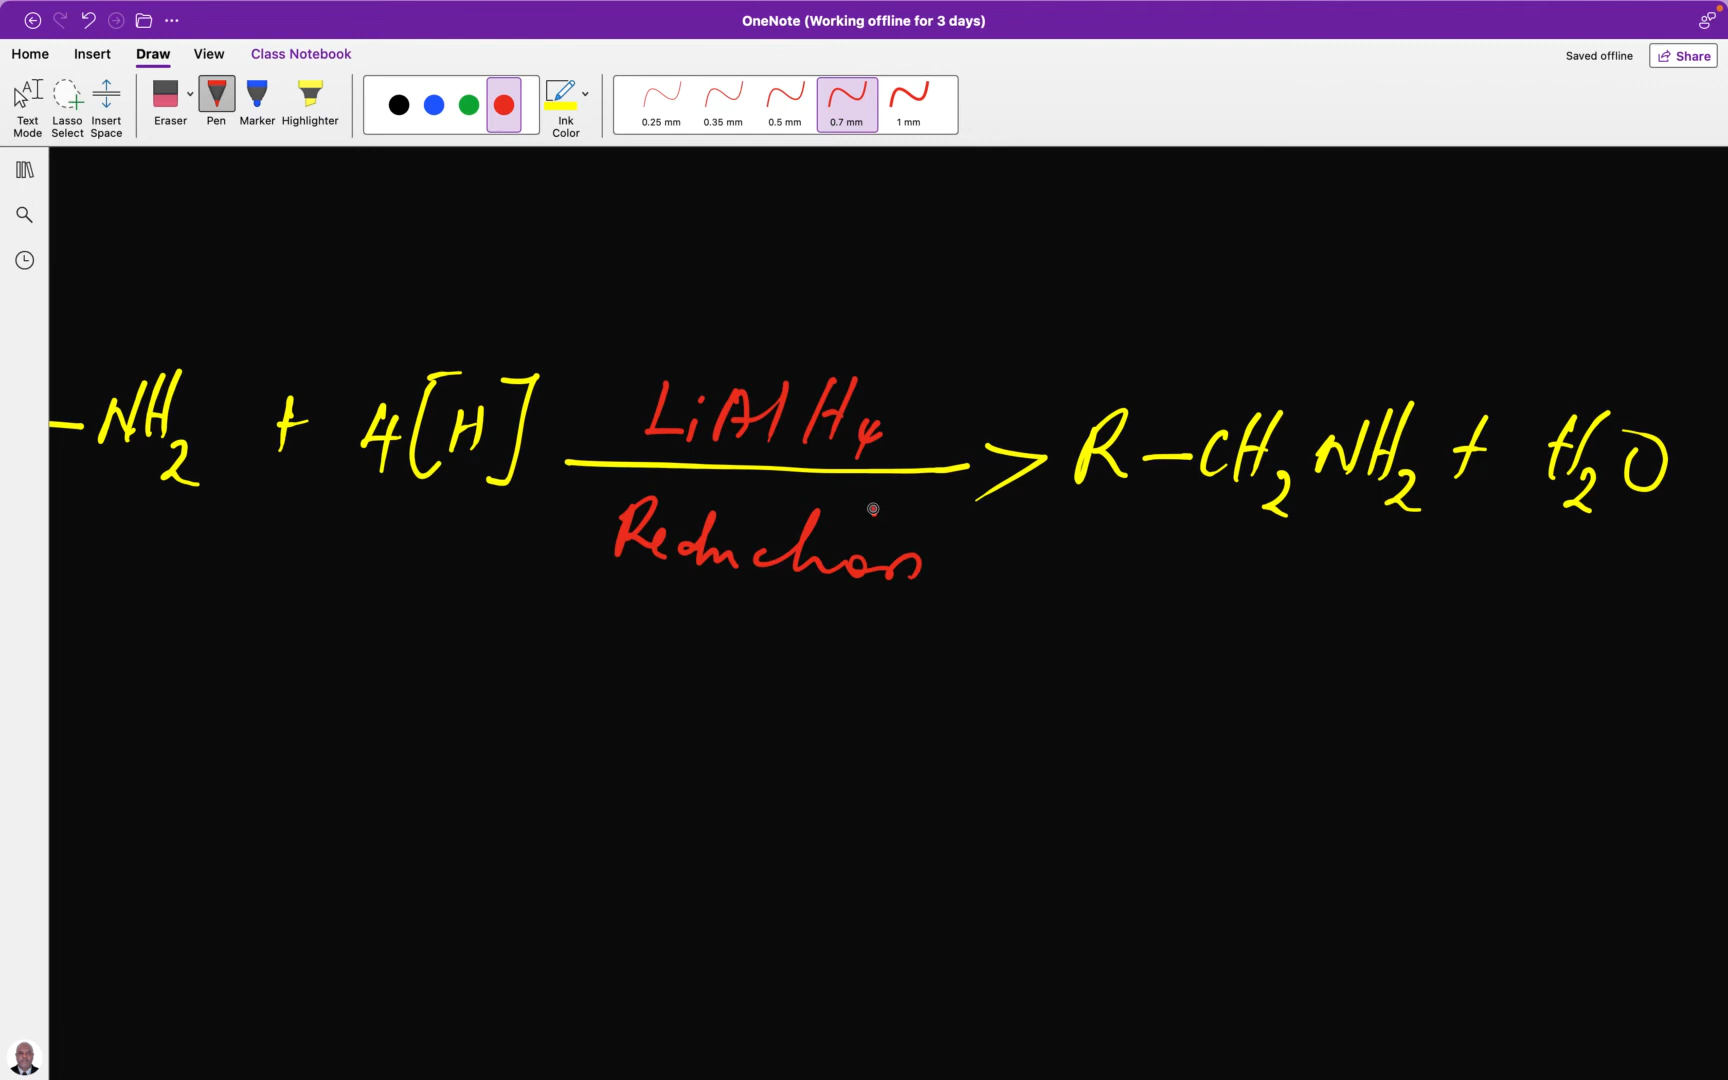 OneNote (Working offline for 3 days)
Home Insert Draw View Class Notebook
Saved offline Share
Text Mode
Lasso Select
Insert Space
Eraser
Pen
Marker
Highlighter
Ink Color
0.25 mm
0.35 mm
0.5 mm
0.7 mm
1 mm
LiAlH₄
-NH₂ + 4[H] ⟶ R-CH₂NH₂ + H₂O
Reduction